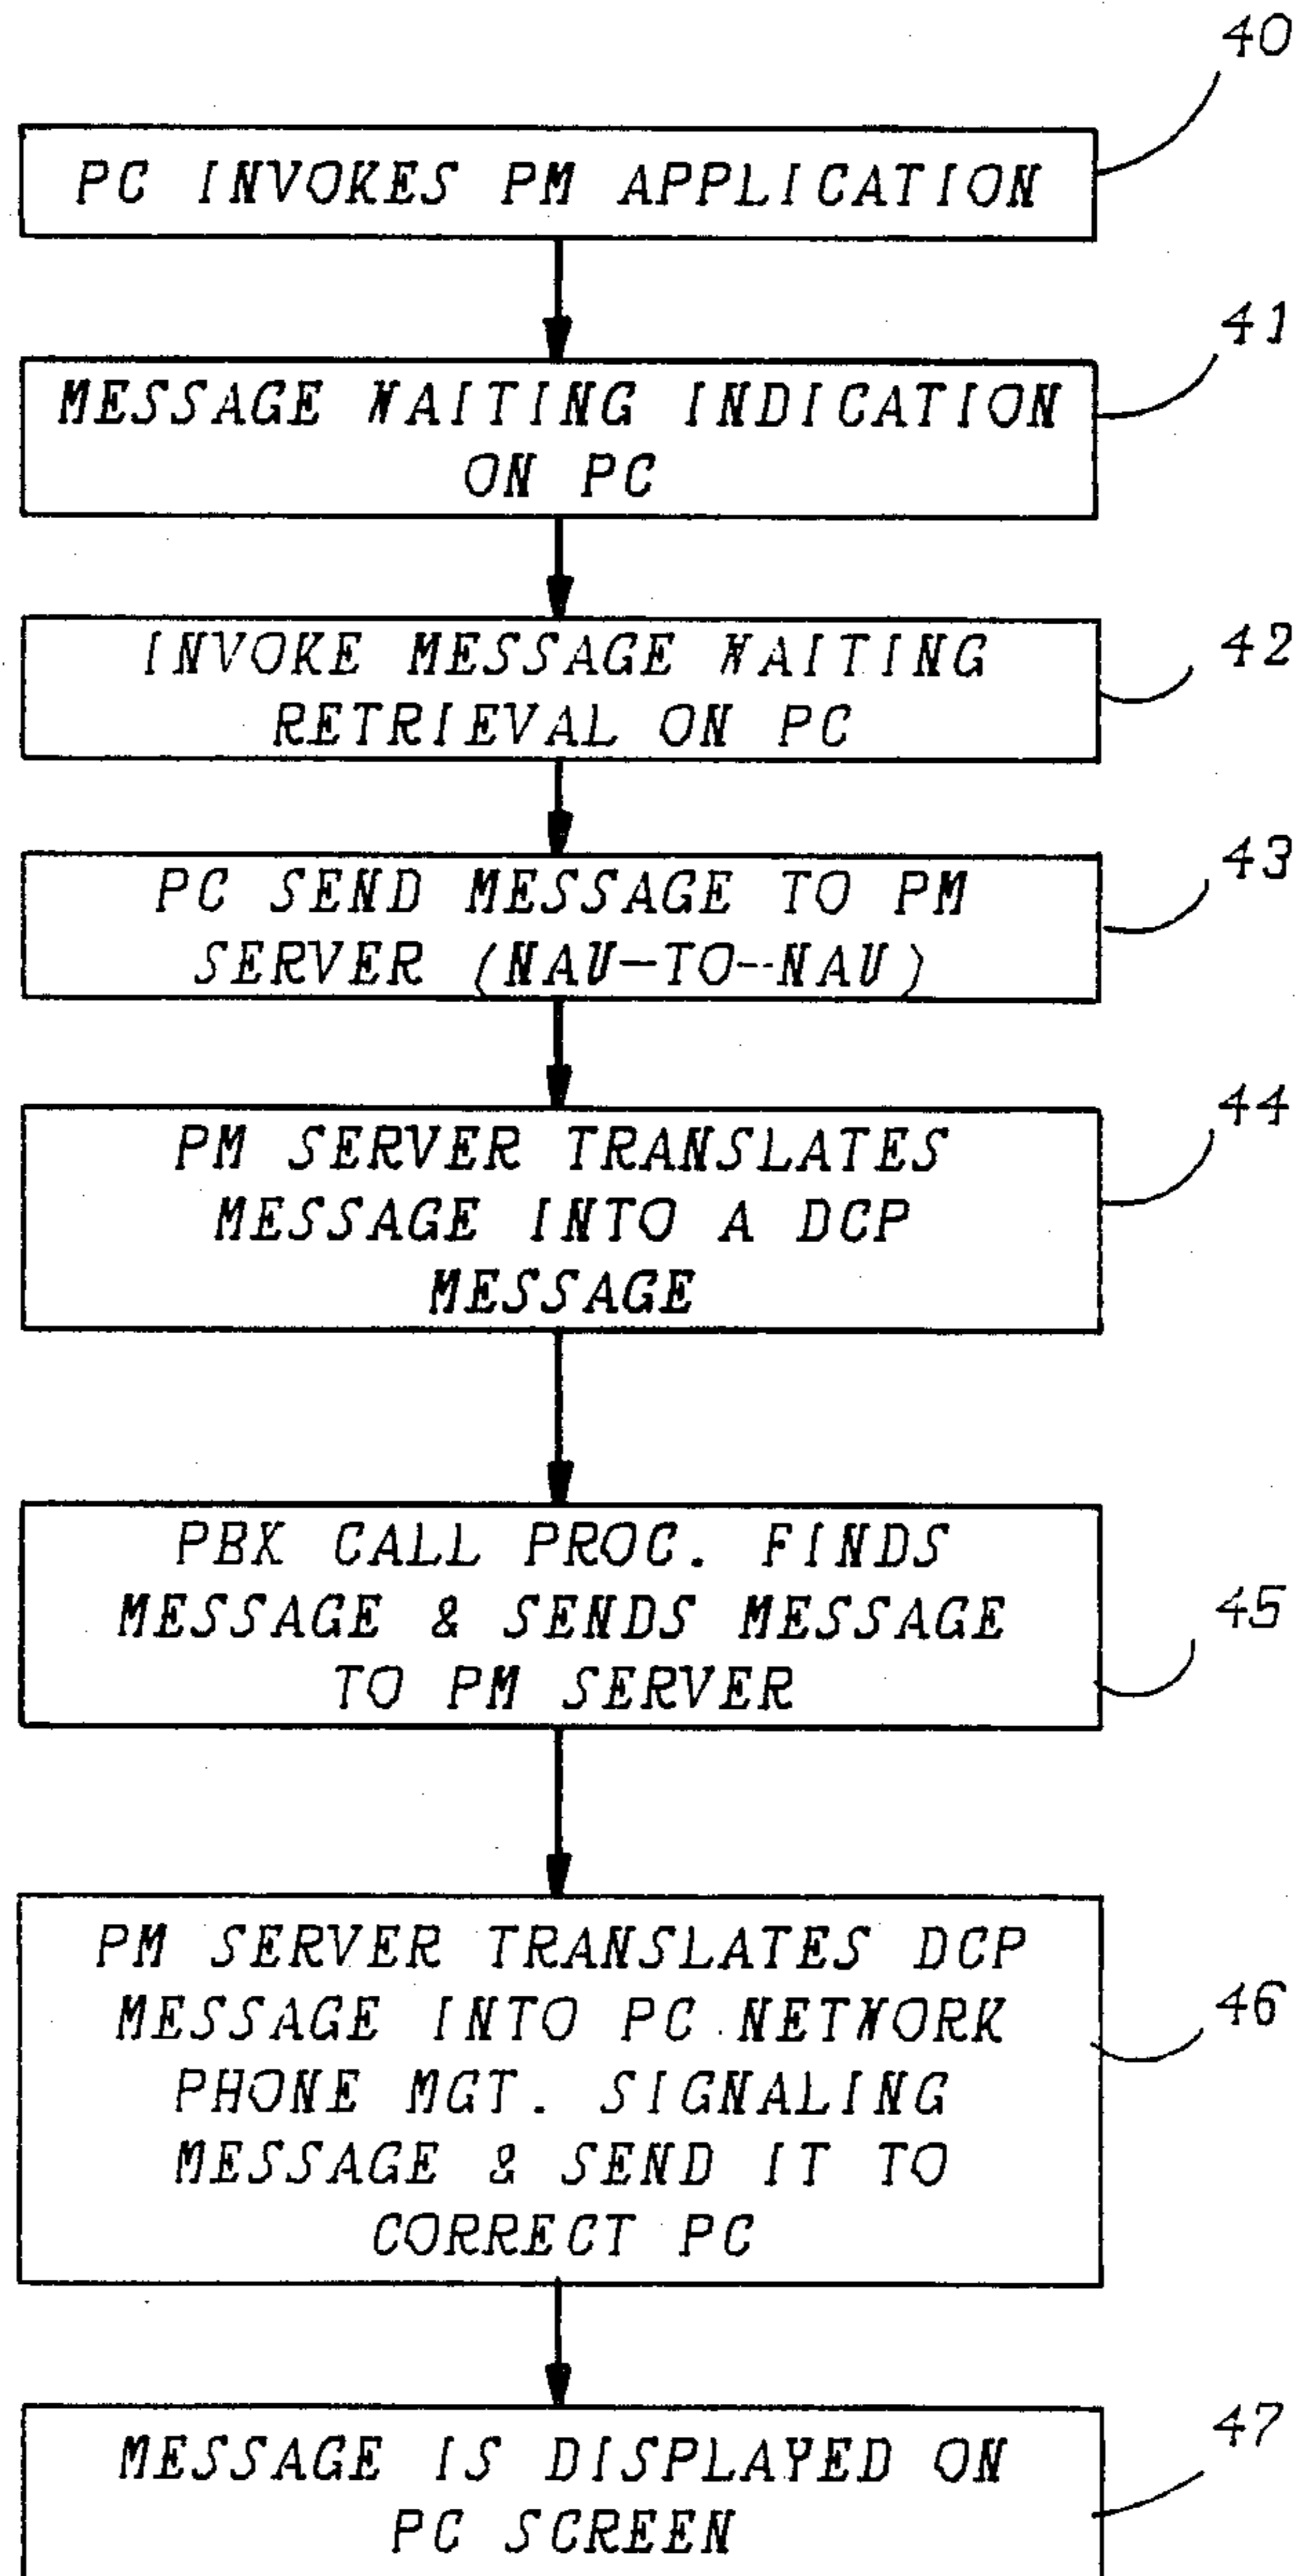 40
PC INVOKES PM APPLICATION
41
MESSAGE WAITING INDICATION
ON PC
42
INVOKE MESSAGE WAITING
RETRIEVAL ON PC
43
PC SEND MESSAGE TO PM
SERVER (NAU-TO--NAU)
44
PM SERVER TRANSLATES
MESSAGE INTO A DCP
MESSAGE
PBX CALL PROC. FINDS
MESSAGE & SENDS MESSAGE
45
TO PM SERVER
PM SERVER TRANSLATES DCP
MESSAGE INTO PC NETWORK
46
PHONE MGT. SIGNALING
MESSAGE & SEND IT TO
CORRECT PC
47
MESSAGE IS DISPLAYED ON
PC SCREEN